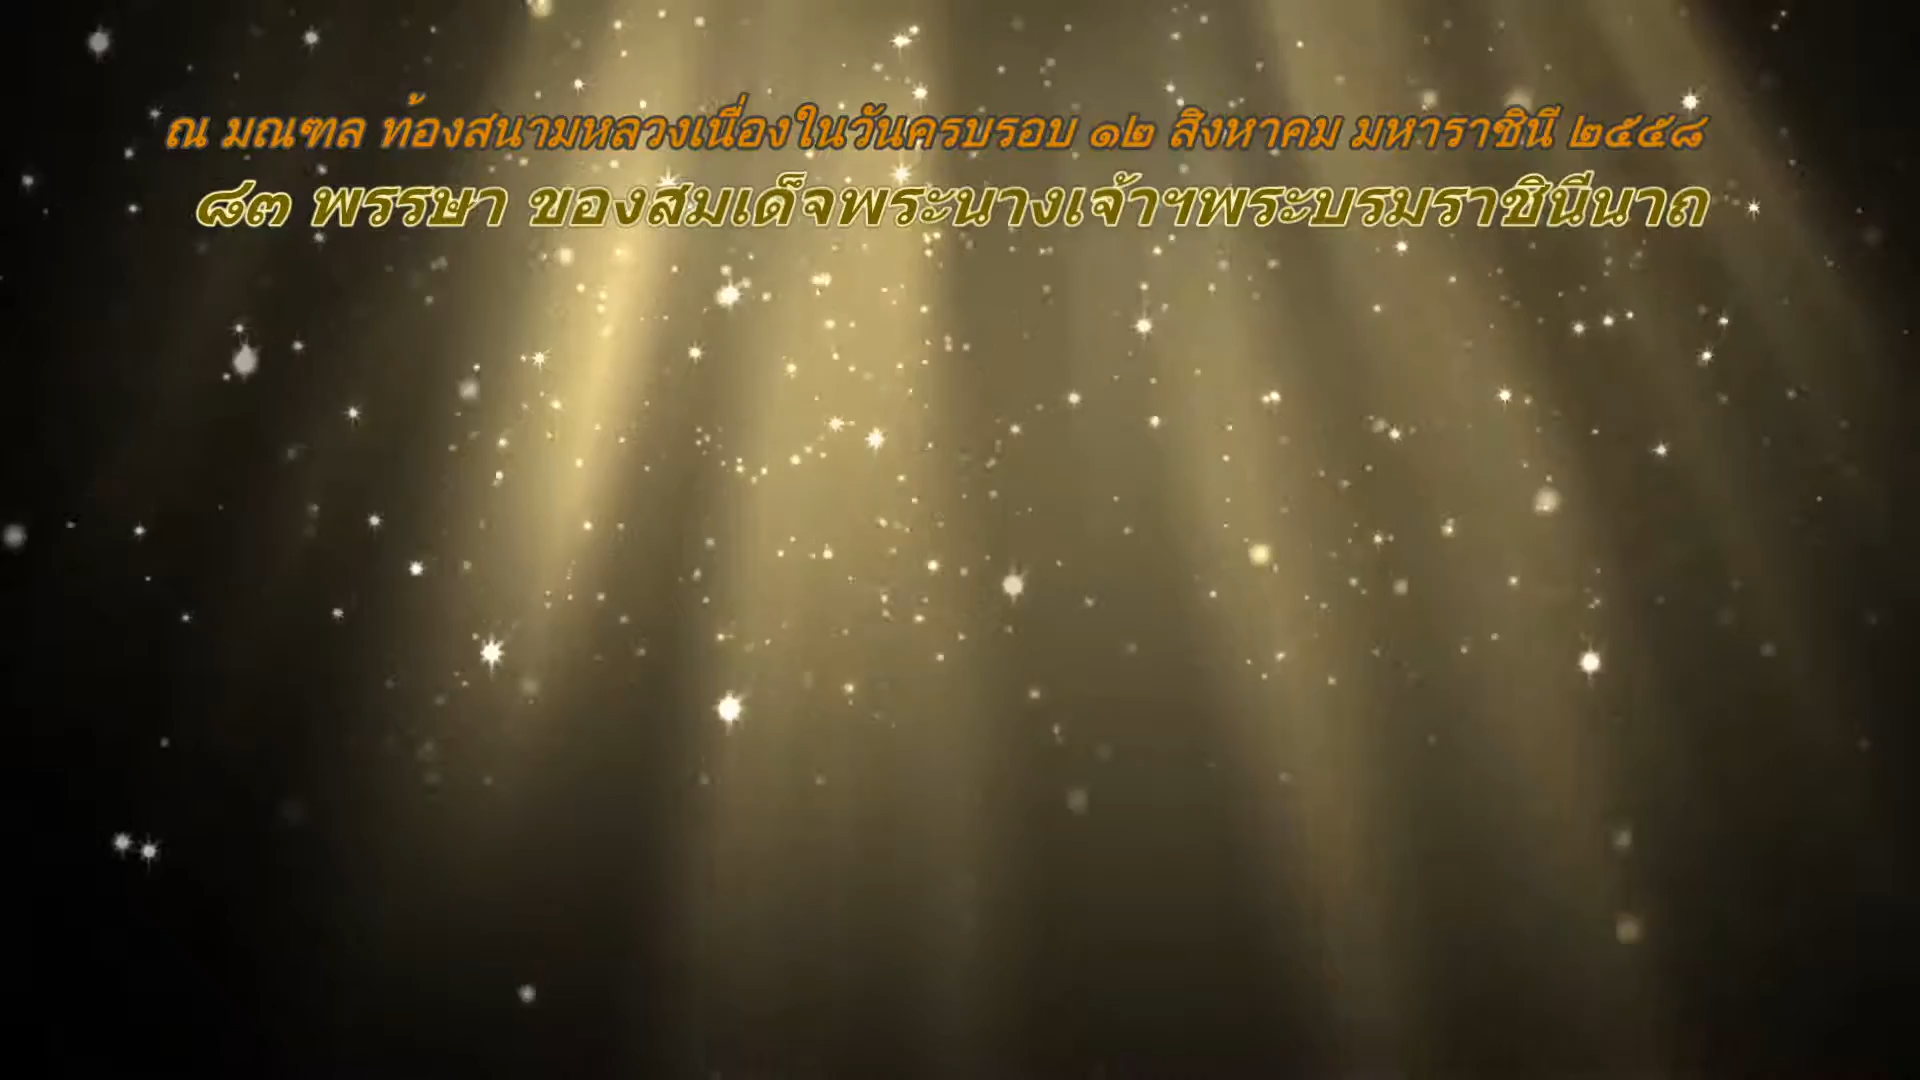 ณ มณฑล ท้องสนามหลวงเนื่องในวันครบรอบ ๑๒ สิงหาคม มหาราชินี ๒๕๕๘
๘๓ พรรษา ของสมเด็จพระนางเจ้าฯพระบรมราชินีนาถ